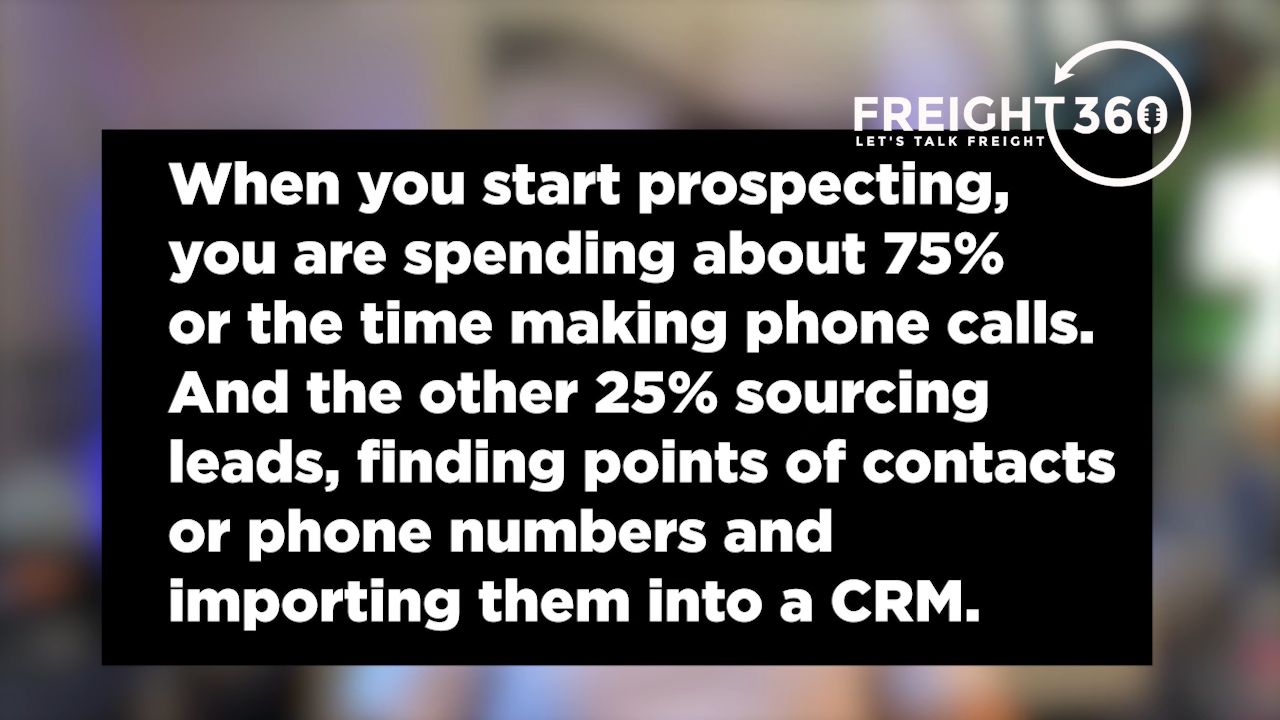 FREIGHT 360
LET'S TALK FREIGHT
When you start prospecting,
you are spending about 75%
or the time making phone calls.
And the other 25% sourcing
leads, finding points of contacts
or phone numbers and
importing them into a CRM.